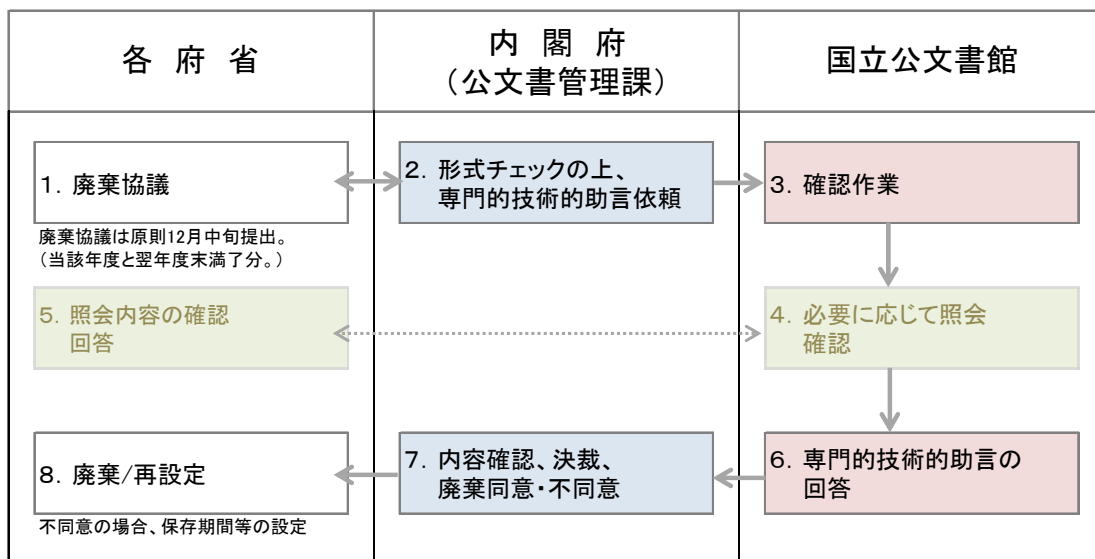 各 府 省
内 閣 府
（公文書管理課）
国立公文書館
1．廃棄協議
2．形式チェックの上、
専門的技術的助言依頼
3．確認作業
廃棄協議は原則12月中旬提出。
（当該年度と翌年度末満了分。）
5．照会内容の確認
回答
4．必要に応じて照会
確認
8．廃棄/再設定
7．内容確認、決裁、
廃棄同意・不同意
6．専門的技術的助言の
回答
不同意の場合、保存期間等の設定